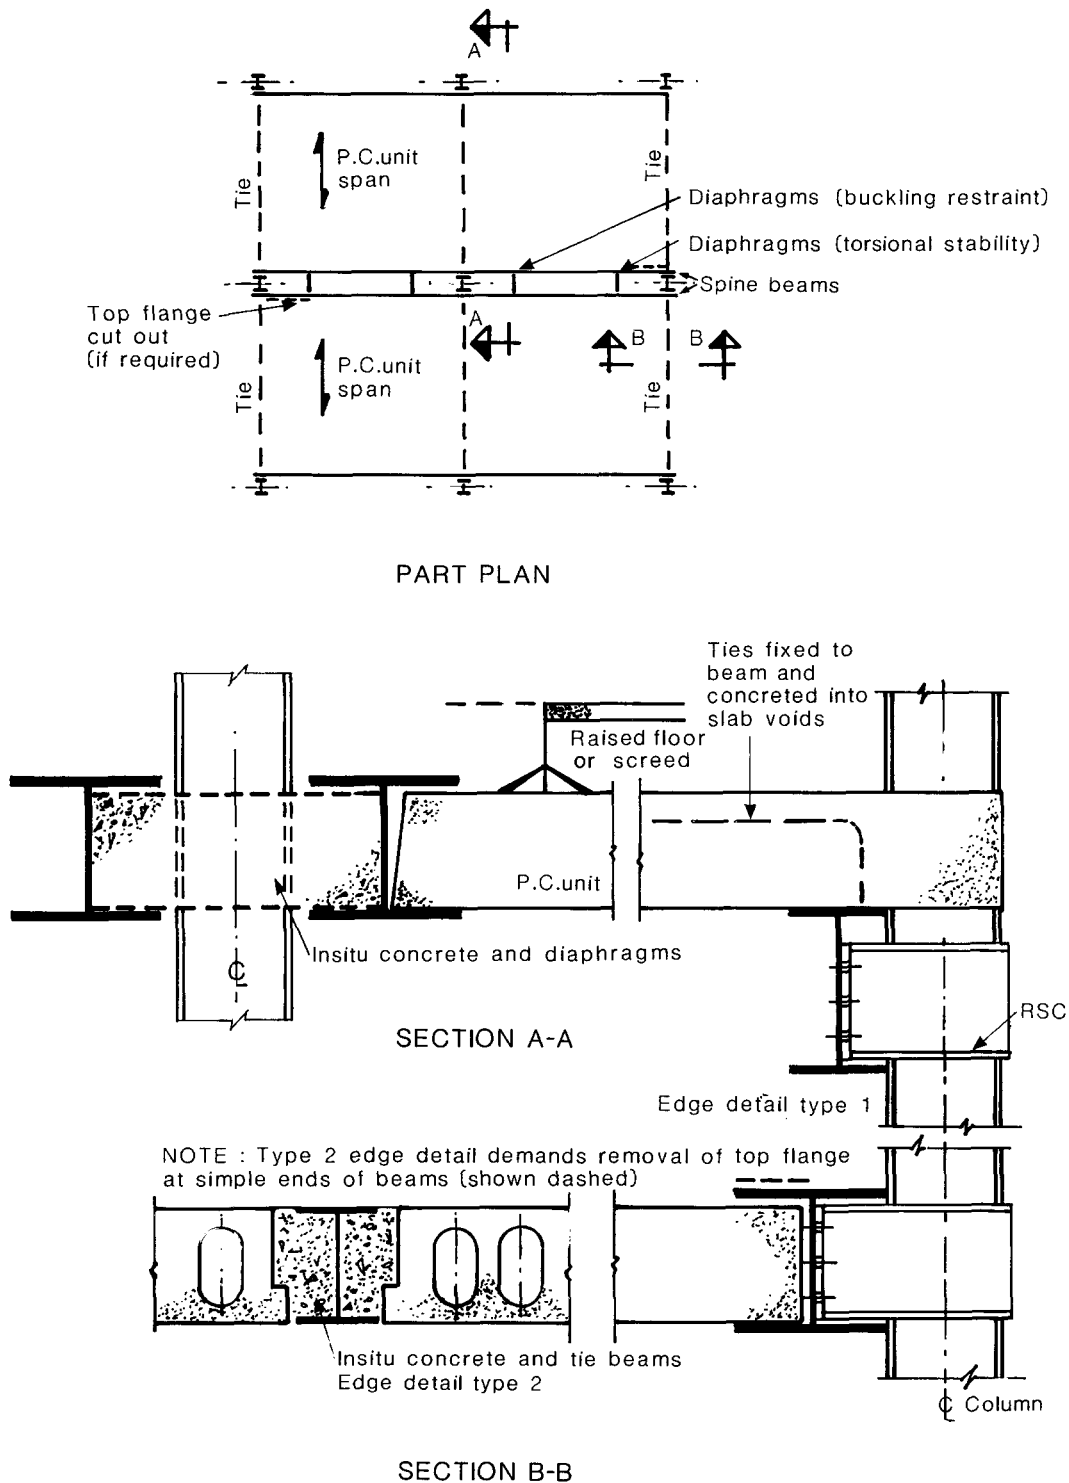 A
P.C.unit
span
Tie
Tie
Diaphragms (buckling restraint)
Diaphragms (torsional stability)
Spine beams
Top flange
cut out
(if required)
A
B
B
P.C.unit
span
Tie
Tie
PART PLAN
Ties fixed to
beam and
concreted into
slab voids
Raised floor
or screed
P.C.unit
Insitu concrete and diaphragms
℄
RSC
SECTION A-A
Edge detail type 1
NOTE : Type 2 edge detail demands removal of top flange
at simple ends of beams (shown dashed)
Insitu concrete and tie beams
Edge detail type 2
℄ Column
SECTION B-B